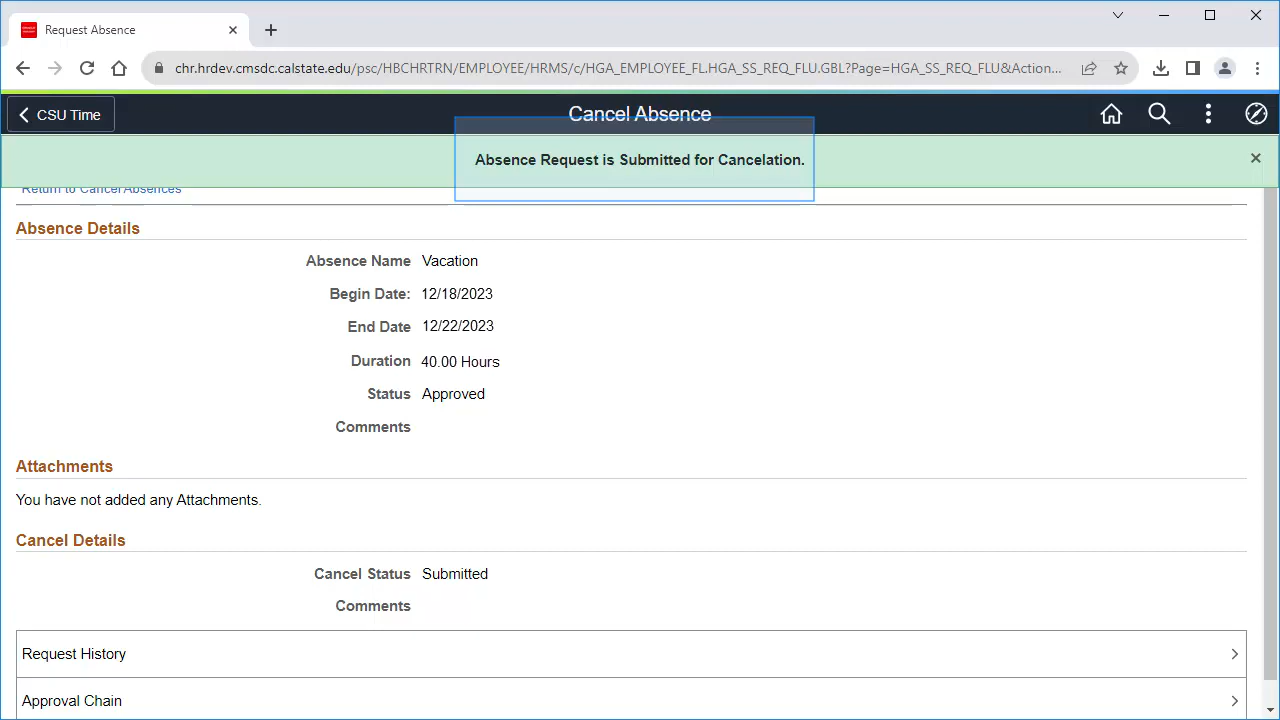 Request Absence
chr.hrdev.cmsdc.calstate.edu/psc/HBCHRTRN/EMPLOYEE/HRMS/c/HGA_EMPLOYEE_FL.HGA_SS_REQ_FLU.GBL?Page=HGA_SS_REQ_FLU&Action...
CSU Time
Cancel Absence
Absence Request is Submitted for Cancelation.
Return to Cancel Absences
Absence Details
Absence Name Vacation
Begin Date: 12/18/2023
End Date 12/22/2023
Duration 40.00 Hours
Status Approved
Comments
Attachments
You have not added any Attachments.
Cancel Details
Cancel Status Submitted
Comments
Request History
Approval Chain